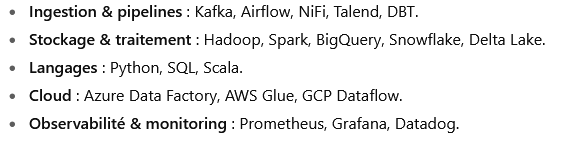 • Ingestion & pipelines : Kafka, Airflow, NiFi, Talend, DBT.
• Stockage & traitement : Hadoop, Spark, BigQuery, Snowflake, Delta Lake.
• Langages : Python, SQL, Scala.
• Cloud : Azure Data Factory, AWS Glue, GCP Dataflow.
• Observabilité & monitoring : Prometheus, Grafana, Datadog.